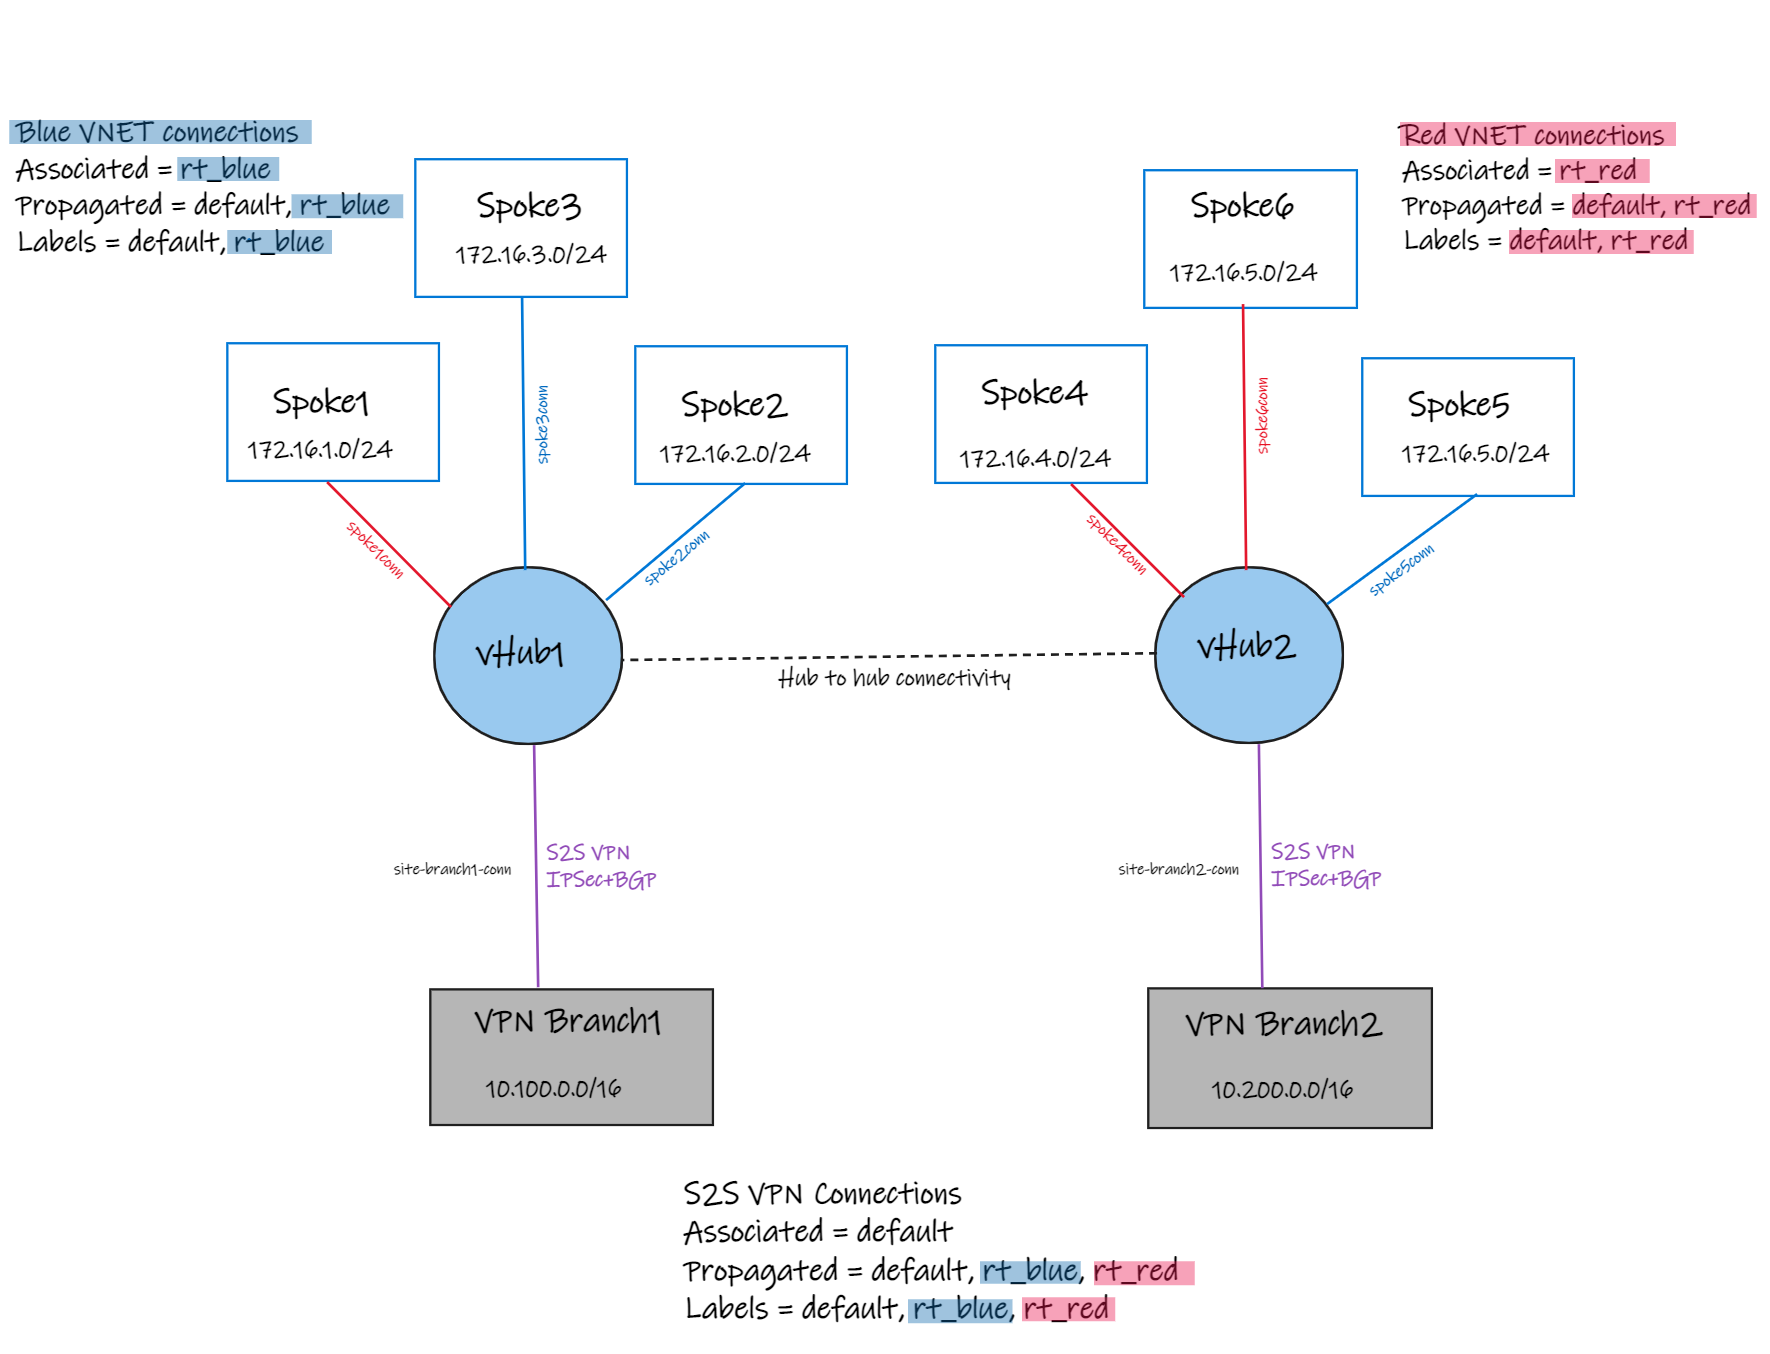 Blue VNET connections
Associated = rt_blue
Propagated = default, rt_blue
Labels = default, rt_blue
Red VNET connections
Associated = rt_red
Propagated = default, rt_red
Labels = default, rt_red
Spoke3
172.16.3.0/24
Spoke6
172.16.5.0/24
Spoke1
172.16.1.0/24
Spoke2
172.16.2.0/24
Spoke4
172.16.4.0/24
Spoke5
172.16.5.0/24
spoke1conn
spoke3conn
spoke2conn
spoke4conn
spoke6conn
spoke5conn
vHub1
vHub2
Hub to hub connectivity
site-branch1-conn
S2S VPN
IPSec+BGP
site-branch2-conn
S2S VPN
IPSec+BGP
VPN Branch1
10.100.0.0/16
VPN Branch2
10.200.0.0/16
S2S VPN Connections
Associated = default
Propagated = default, rt_blue, rt_red
Labels = default, rt_blue, rt_red